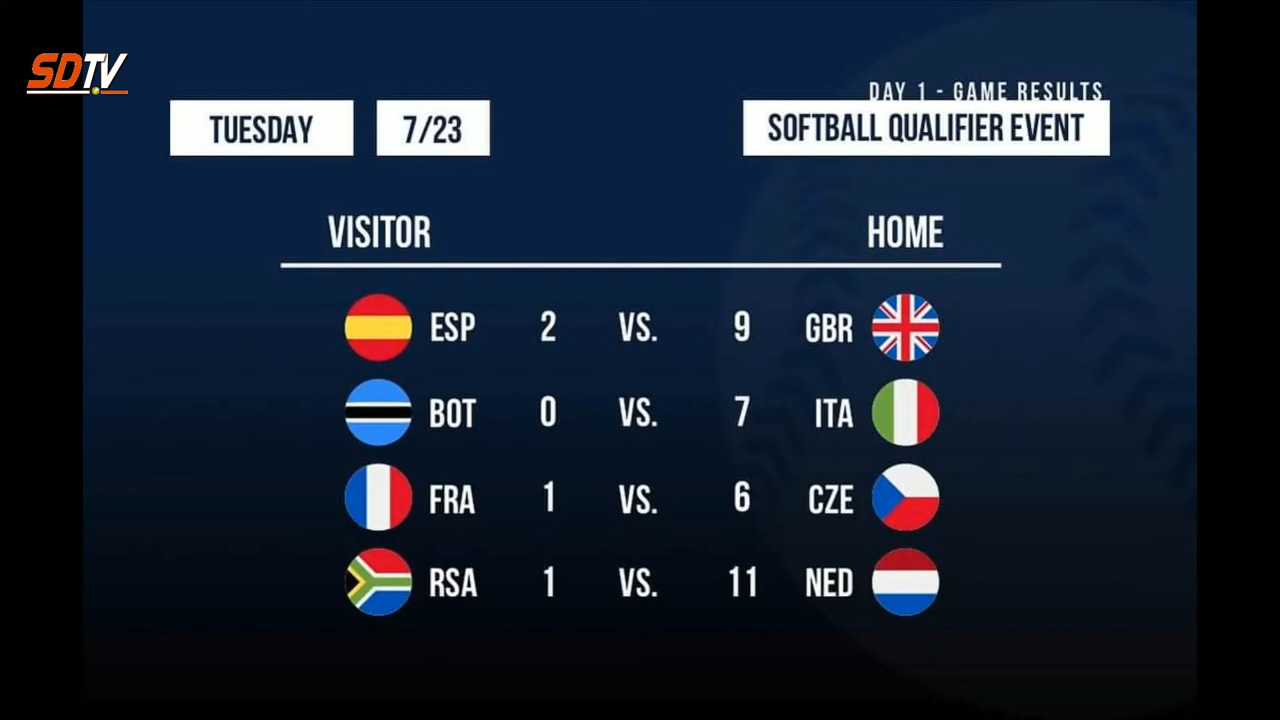 SDTV
DAY 1 - GAME RESULTS
TUESDAY 7/23 SOFTBALL QUALIFIER EVENT
VISITOR HOME
ESP 2 VS. 9 GBR
BOT 0 VS. 7 ITA
FRA 1 VS. 6 CZE
RSA 1 VS. 11 NED